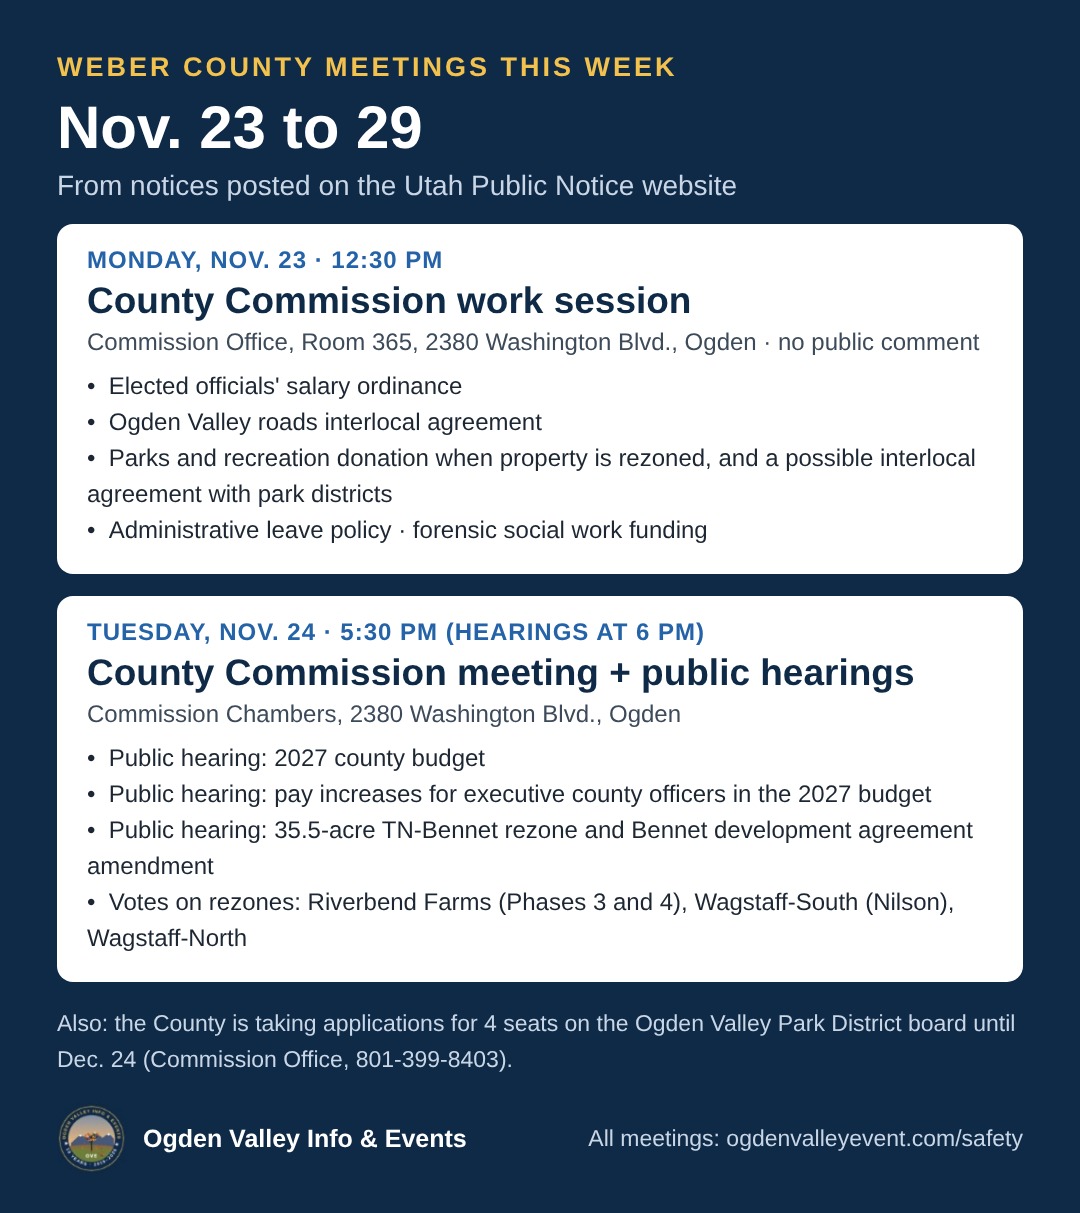 WEBER COUNTY MEETINGS THIS WEEK
Nov. 23 to 29
From notices posted on the Utah Public Notice website
MONDAY, NOV. 23 · 12:30 PM
County Commission work session
Commission Office, Room 365, 2380 Washington Blvd., Ogden · no public comment
• Elected officials' salary ordinance
• Ogden Valley roads interlocal agreement
• Parks and recreation donation when property is rezoned, and a possible interlocal
agreement with park districts
• Administrative leave policy · forensic social work funding
TUESDAY, NOV. 24 · 5:30 PM (HEARINGS AT 6 PM)
County Commission meeting + public hearings
Commission Chambers, 2380 Washington Blvd., Ogden
• Public hearing: 2027 county budget
• Public hearing: pay increases for executive county officers in the 2027 budget
• Public hearing: 35.5-acre TN-Bennet rezone and Bennet development agreement
amendment
• Votes on rezones: Riverbend Farms (Phases 3 and 4), Wagstaff-South (Nilson),
Wagstaff-North
Also: the County is taking applications for 4 seats on the Ogden Valley Park District board until
Dec. 24 (Commission Office, 801-399-8403).
OGDEN VALLEY INFO & EVENTS
OVE
Ogden Valley Info & Events
All meetings: ogdenvalleyevent.com/safety